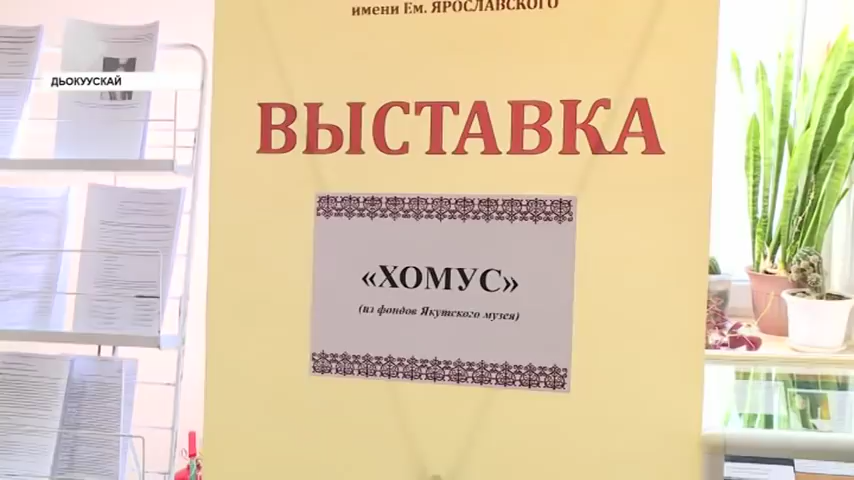 имени Ем. ЯРОСЛАВСКОГО
ДЬОКУУСКАЙ
ВЫСТАВКА
«ХОМУС»
(из фондов Якутского музея)